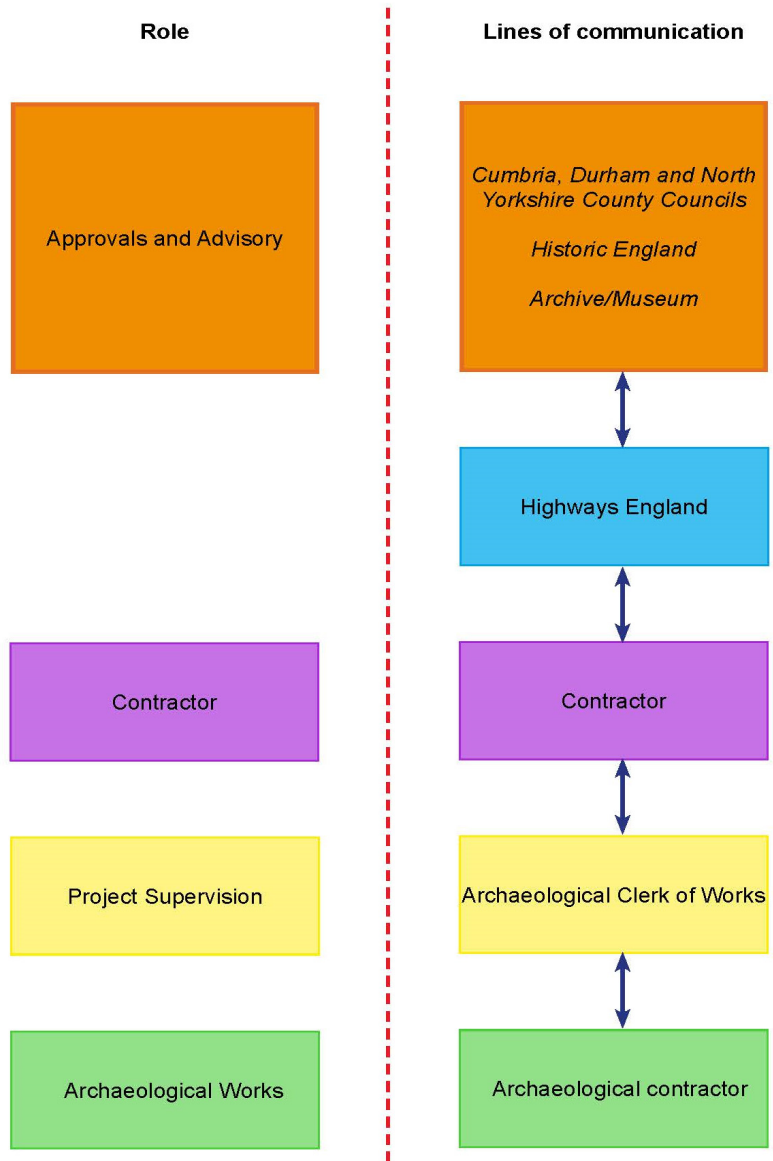 Role
Lines of communication
Approvals and Advisory
Cumbria, Durham and North
Yorkshire County Councils
Historic England
Archive/Museum
Highways England
Contractor
Contractor
Project Supervision
Archaeological Clerk of Works
Archaeological Works
Archaeological contractor